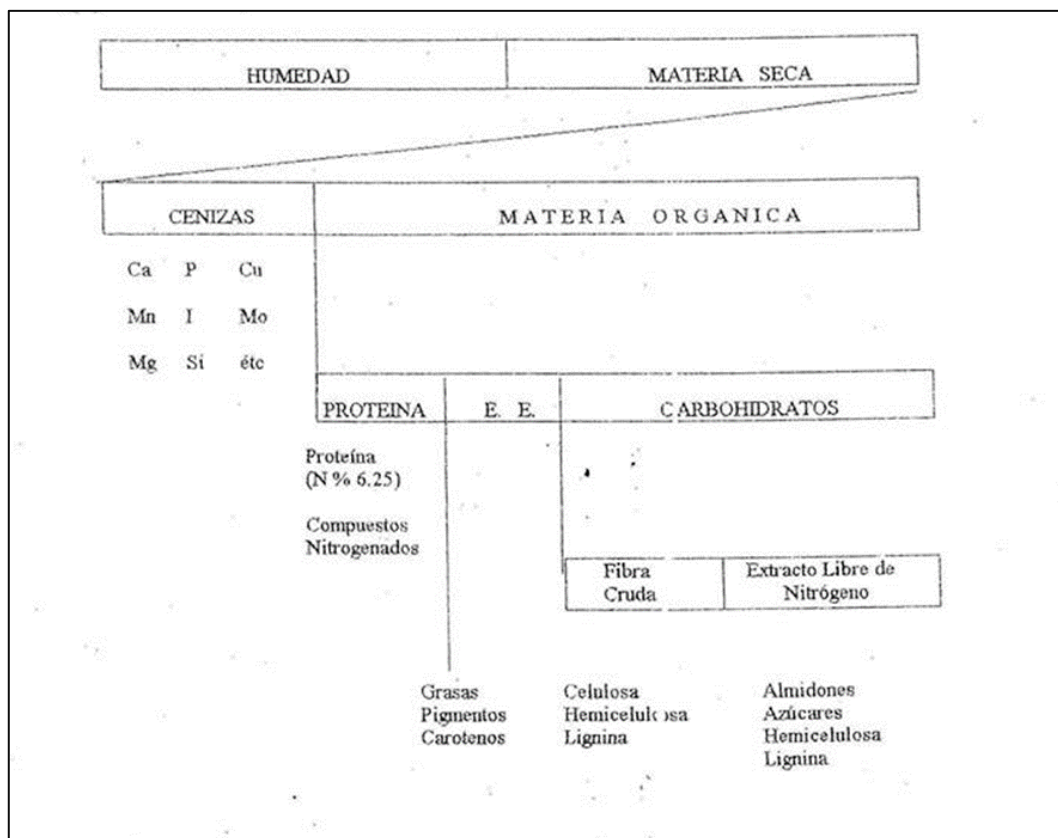 HUMEDAD MATERIA SECA
CENIZAS MATERIA ORGANICA
Ca P Cu
Mn I Mo
Mg Si étc
PROTEINA E. E. CARBOHIDRATOS
Proteína
(N % 6.25)
Compuestos
Nitrogenados
Fibra
Cruda
Extracto Libre de
Nitrógeno
Grasas
Pigmentos
Carotenos
Celulosa
Hemicelulosa
Lignina
Almidones
Azúcares
Hemicelulosa
Lignina